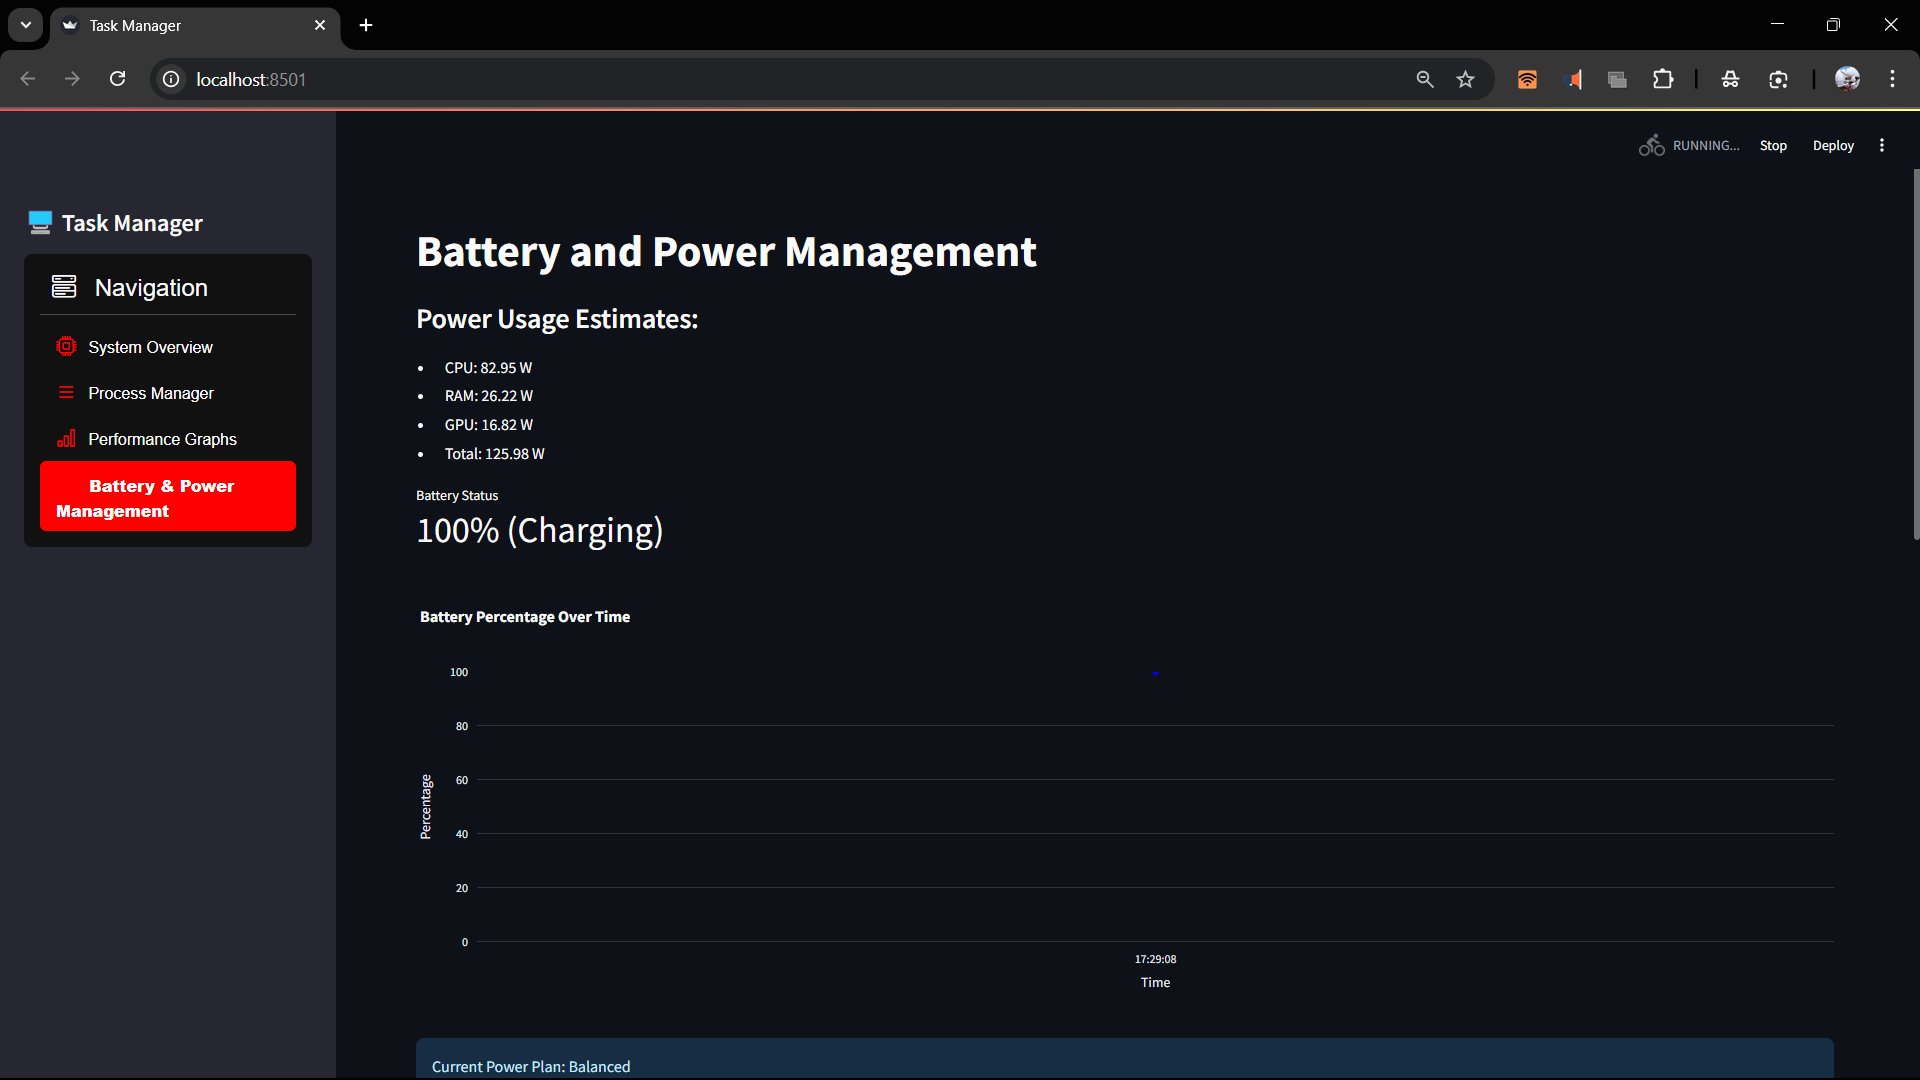 Task Manager
localhost:8501
RUNNING...
Stop
Deploy
Task Manager
Navigation
System Overview
Process Manager
Performance Graphs
Battery & Power
Management
Battery and Power Management
Power Usage Estimates:
• CPU: 82.95 W
• RAM: 26.22 W
• GPU: 16.82 W
• Total: 125.98 W
Battery Status
100% (Charging)
Battery Percentage Over Time
100
80
60
40
20
0
Percentage
17:29:08
Time
Current Power Plan: Balanced